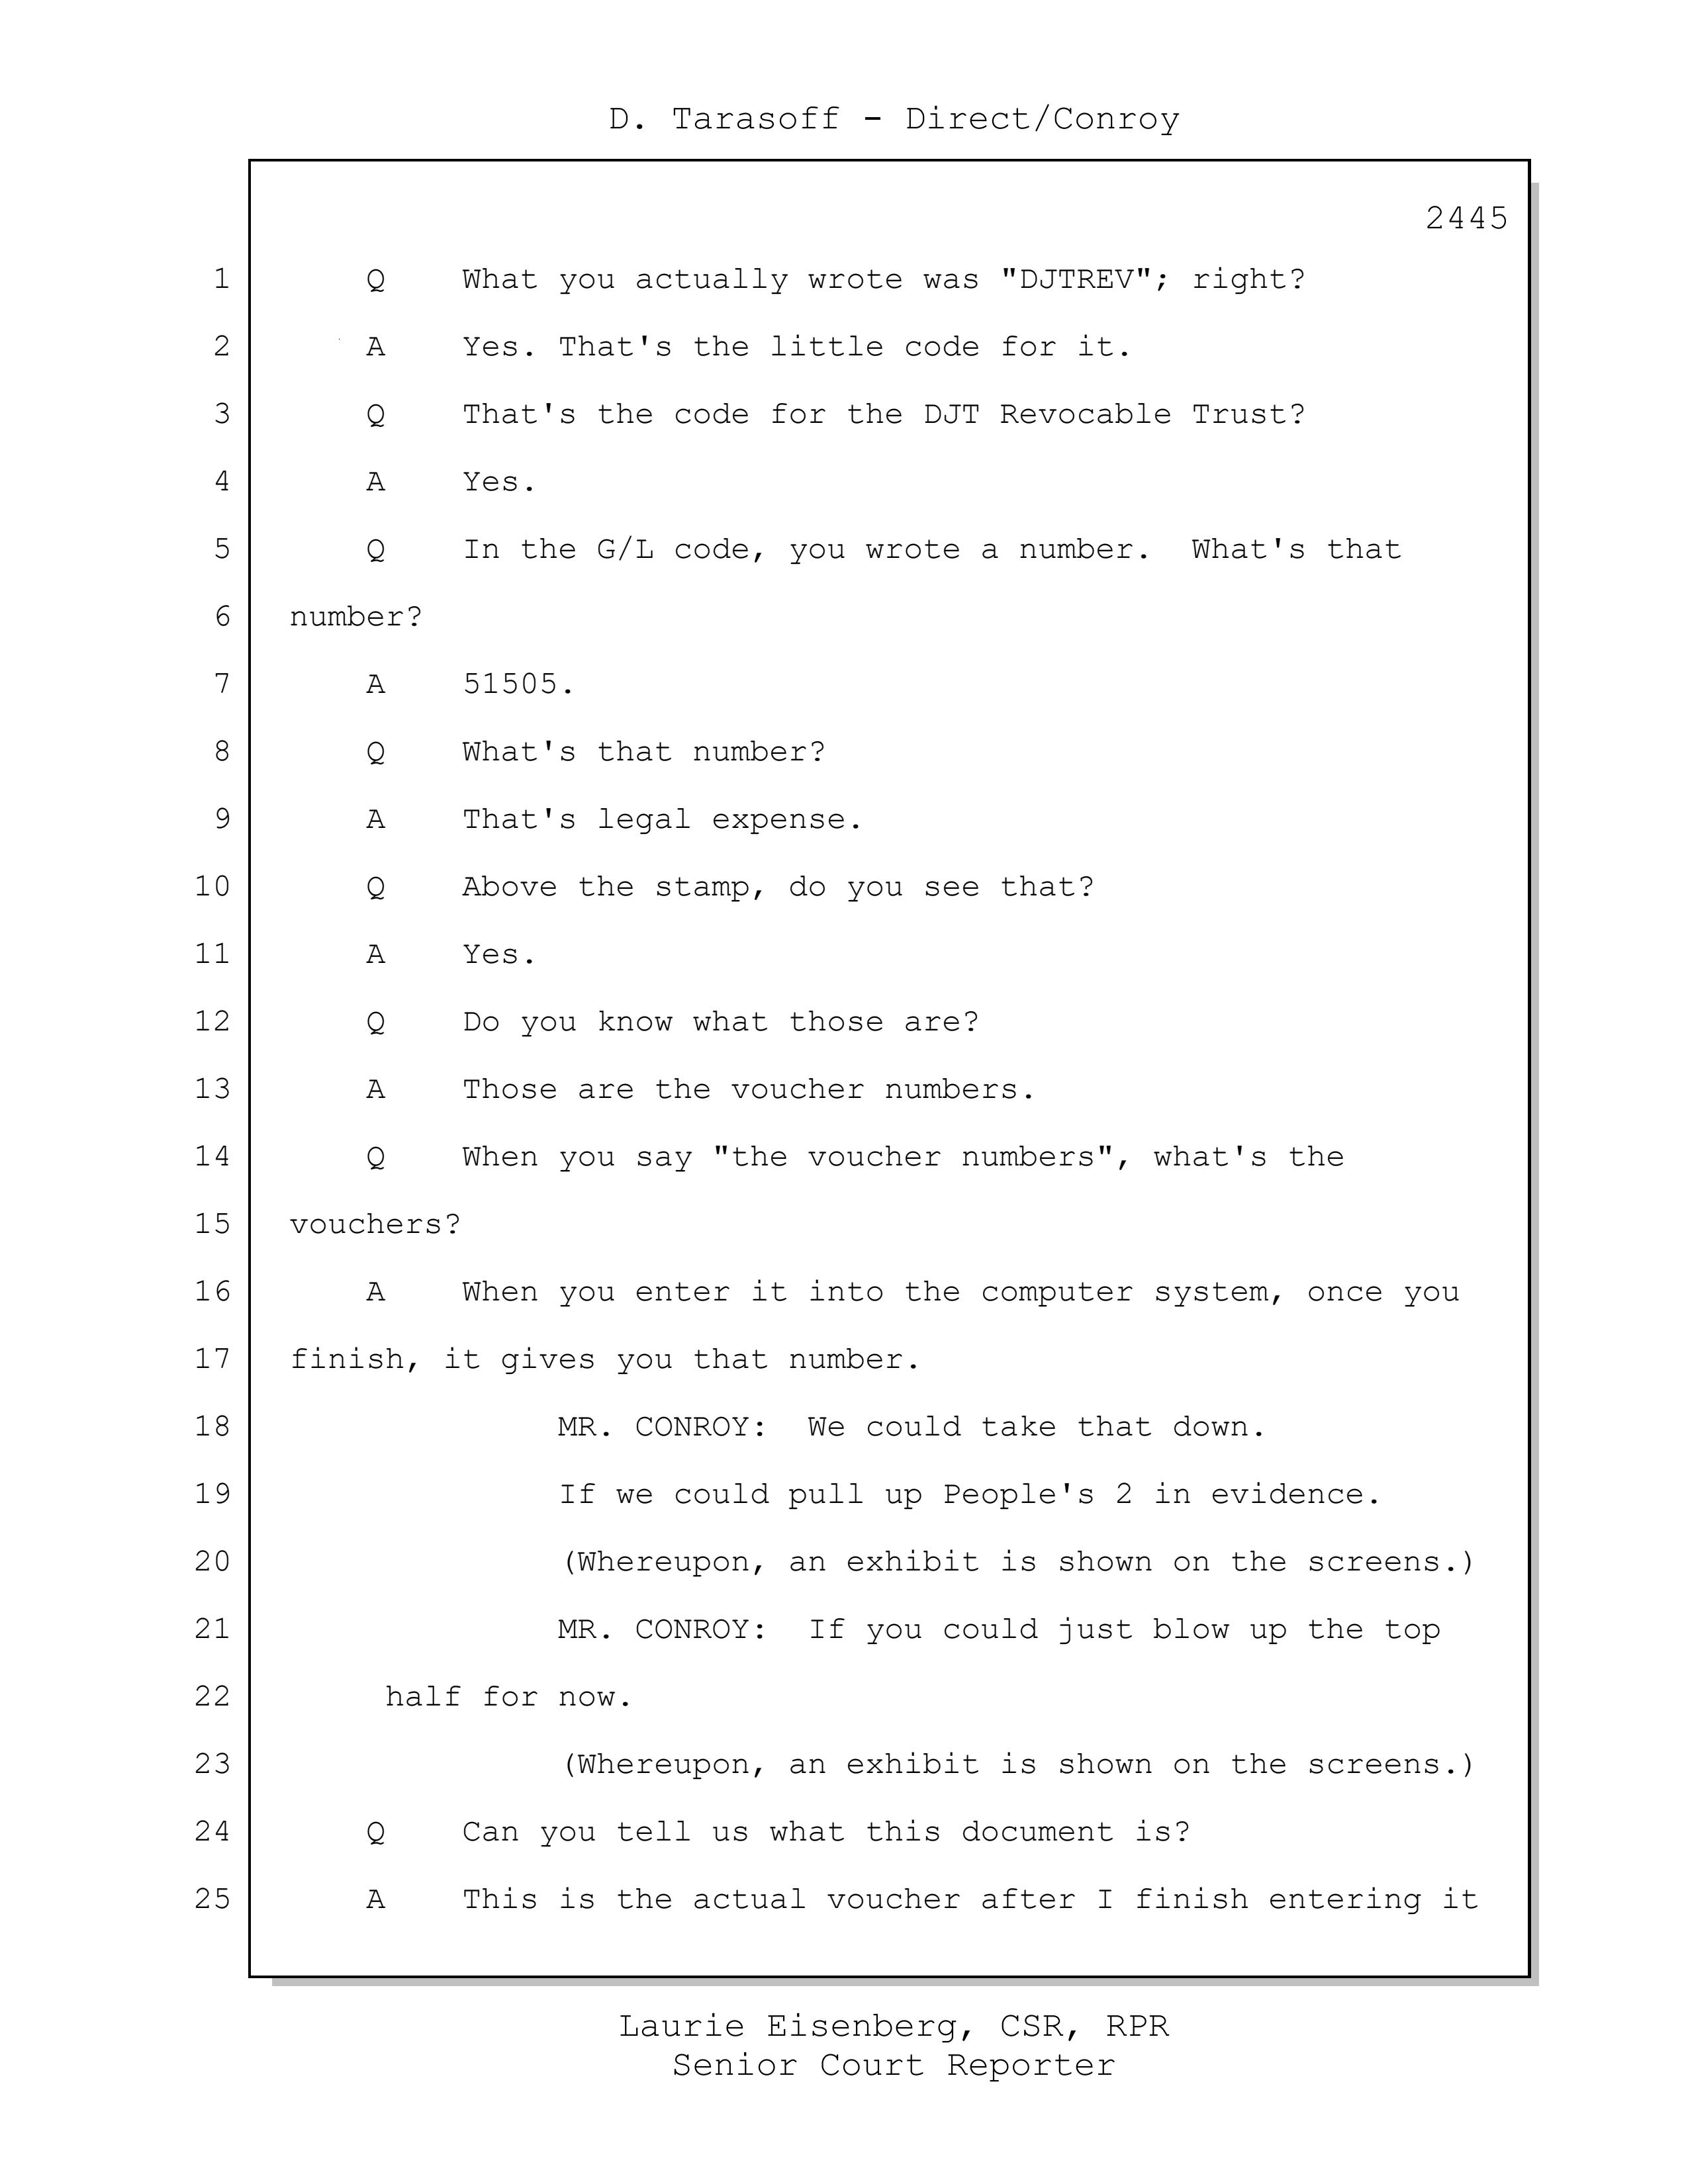 D. Tarasoff - Direct/Conroy
2445
1 Q What you actually wrote was "DJTREV"; right?
2 A Yes. That's the little code for it.
3 Q That's the code for the DJT Revocable Trust?
4 A Yes.
5 Q In the G/L code, you wrote a number. What's that
6 number?
7 A 51505.
8 Q What's that number?
9 A That's legal expense.
10 Q Above the stamp, do you see that?
11 A Yes.
12 Q Do you know what those are?
13 A Those are the voucher numbers.
14 Q When you say "the voucher numbers", what's the
15 vouchers?
16 A When you enter it into the computer system, once you
17 finish, it gives you that number.
18 MR. CONROY: We could take that down.
19 If we could pull up People's 2 in evidence.
20 (Whereupon, an exhibit is shown on the screens.)
21 MR. CONROY: If you could just blow up the top
22 half for now.
23 (Whereupon, an exhibit is shown on the screens.)
24 Q Can you tell us what this document is?
25 A This is the actual voucher after I finish entering it
Laurie Eisenberg, CSR, RPR
Senior Court Reporter